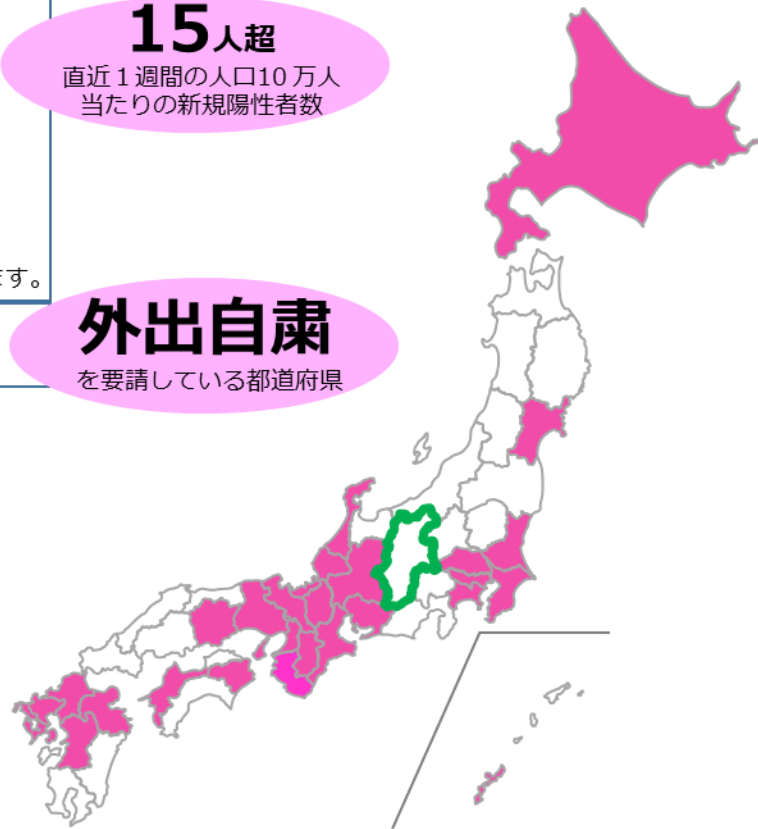 15人超
直近１週間の人口10万人
当たりの新規陽性者数
ます。
外出自粛
を要請している都道府県